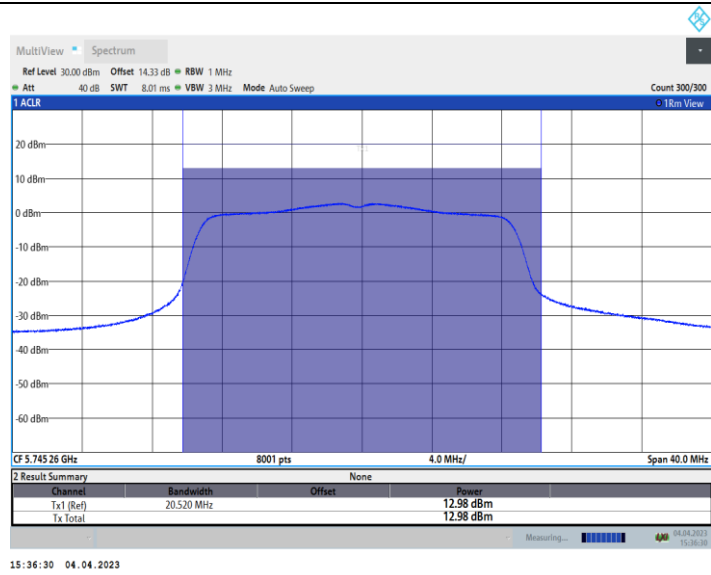 MultiView Spectrum
Ref Level 30.00 dBm Offset 14.33 dB RBW 1 MHz
Att 40 dB SWT 8.01 ms VBW 3 MHz Mode Auto Sweep Count 300/300
1 ACLR 1Rm View
20 dBm
10 dBm
0 dBm
-10 dBm
-20 dBm
-30 dBm
-40 dBm
-50 dBm
-60 dBm
CF 5.745 26 GHz 8001 pts 4.0 MHz/ Span 40.0 MHz
2 Result Summary None
Channel Bandwidth Offset Power
Tx1 (Ref) 20.520 MHz 12.98 dBm
Tx Total 12.98 dBm
Measuring... 04.04.2023
15:36:30
15:36:30 04.04.2023